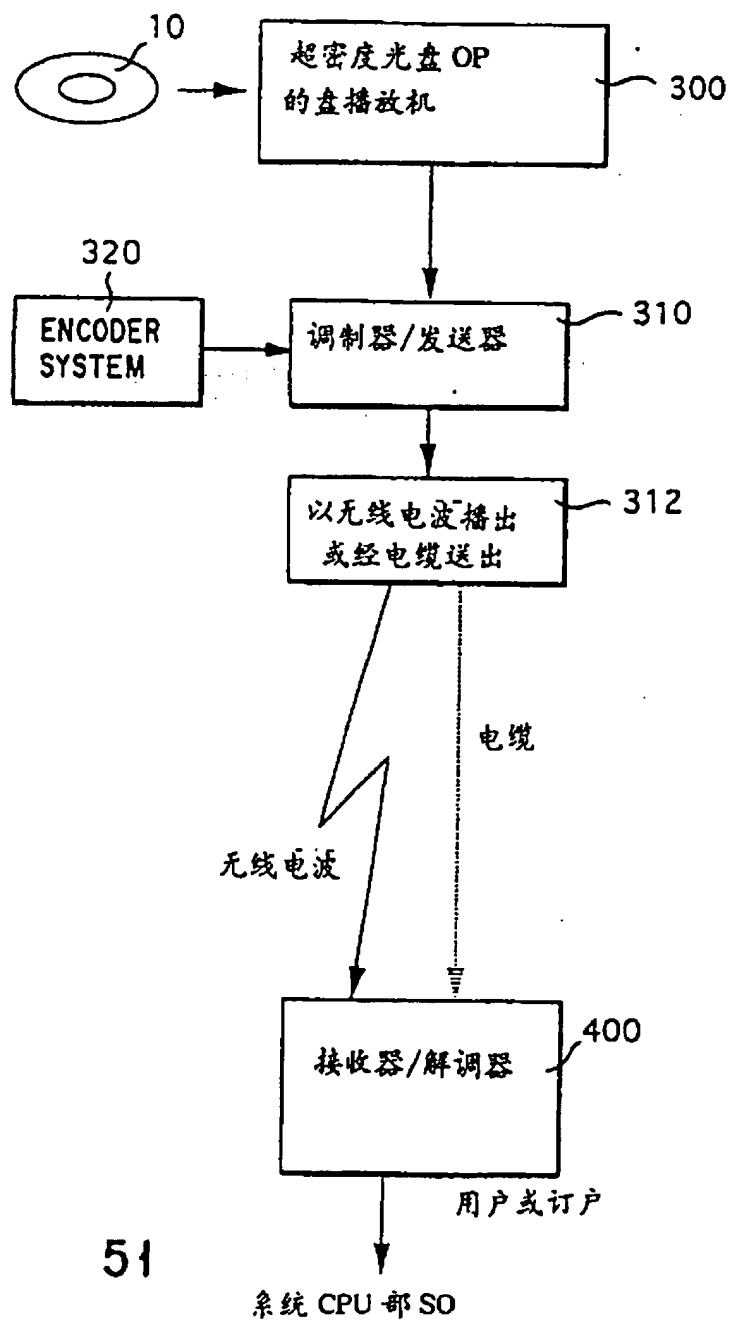 10
超密度光盘 OP
的盘播放机
300
320
ENCODER
SYSTEM
调制器/发送器
310
以无线电波播出
或经电缆送出
312
电缆
无线电波
接收器/解调器
400
用户或订户
51
系统 CPU 部 SO